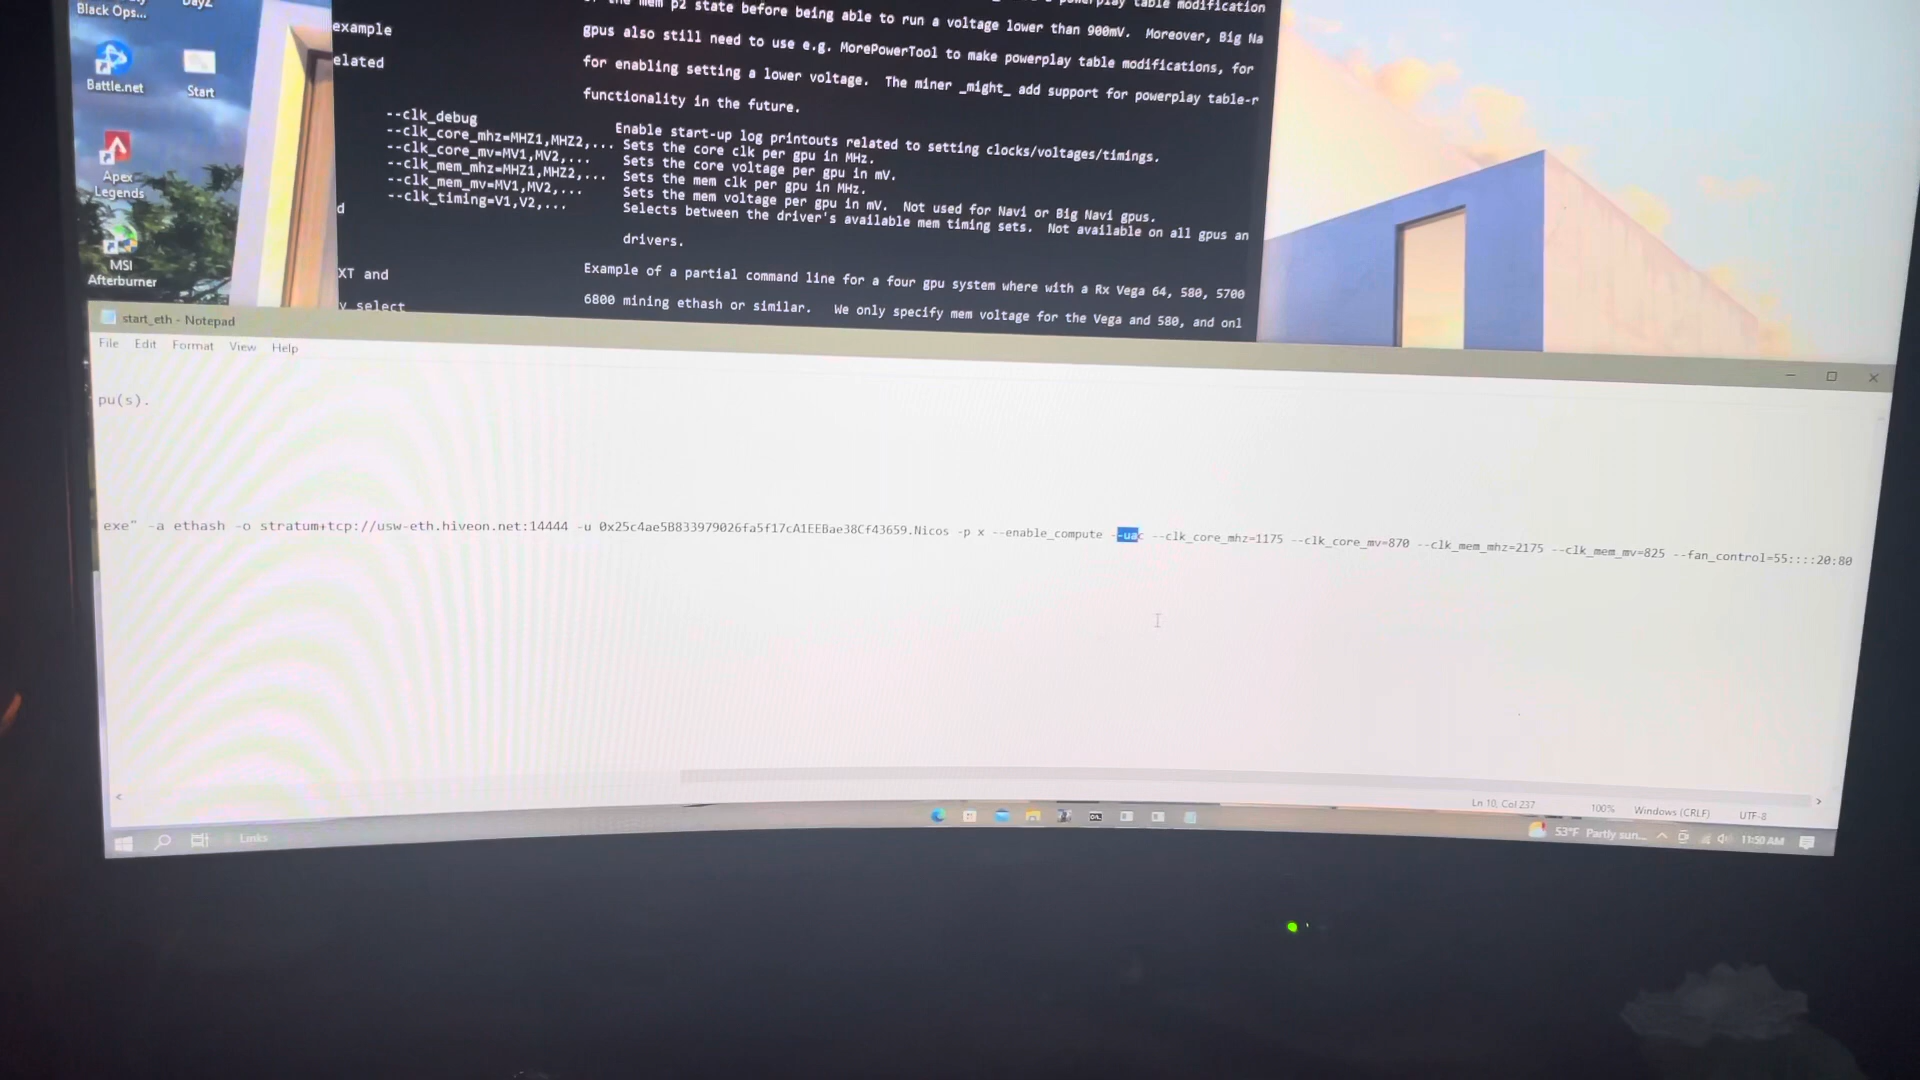 Black Ops...
DayZ
Battle.net
Start
Apex
Legends
MSI
Afterburner
powerplay table modification
the mem p2 state before being able to run a voltage lower than 900mV.  Moreover, Big Na
example
gpus also still need to use e.g. MorePowerTool to make powerplay table modifications, for
elated
for enabling setting a lower voltage.  The miner _might_ add support for powerplay table-r
functionality in the future.
--clk_debug Enable start-up log printouts related to setting clocks/voltages/timings.
--clk_core_mhz=MHZ1,MHZ2,... Sets the core clk per gpu in MHz.
--clk_core_mv=MV1,MV2,... Sets the core voltage per gpu in mV.
--clk_mem_mhz=MHZ1,MHZ2,... Sets the mem clk per gpu in MHz.
--clk_mem_mv=MV1,MV2,... Sets the mem voltage per gpu in mV.  Not used for Navi or Big Navi gpus.
--clk_timing=V1,V2,... Selects between the driver's available mem timing sets.  Not available on all gpus an
d
drivers.
Example of a partial command line for a four gpu system where with a Rx Vega 64, 580, 5700
XT and
6800 mining ethash or similar.   We only specify mem voltage for the Vega and 580, and onl
y select
start_eth - Notepad
File Edit Format View Help
pu(s).
exe" -a ethash -o stratum+tcp://usw-eth.hiveon.net:14444 -u 0x25c4ae5B833979026fa5f17cA1EEBae38Cf43659.Nicos -p x --enable_compute --uac --clk_core_mhz=1175 --clk_core_mv=870 --clk_mem_mhz=2175 --clk_mem_mv=825 --fan_control=55::::20:80
Ln 10, Col 237 100% Windows (CRLF) UTF-8
Links
53°F Partly sun... 11:50 AM